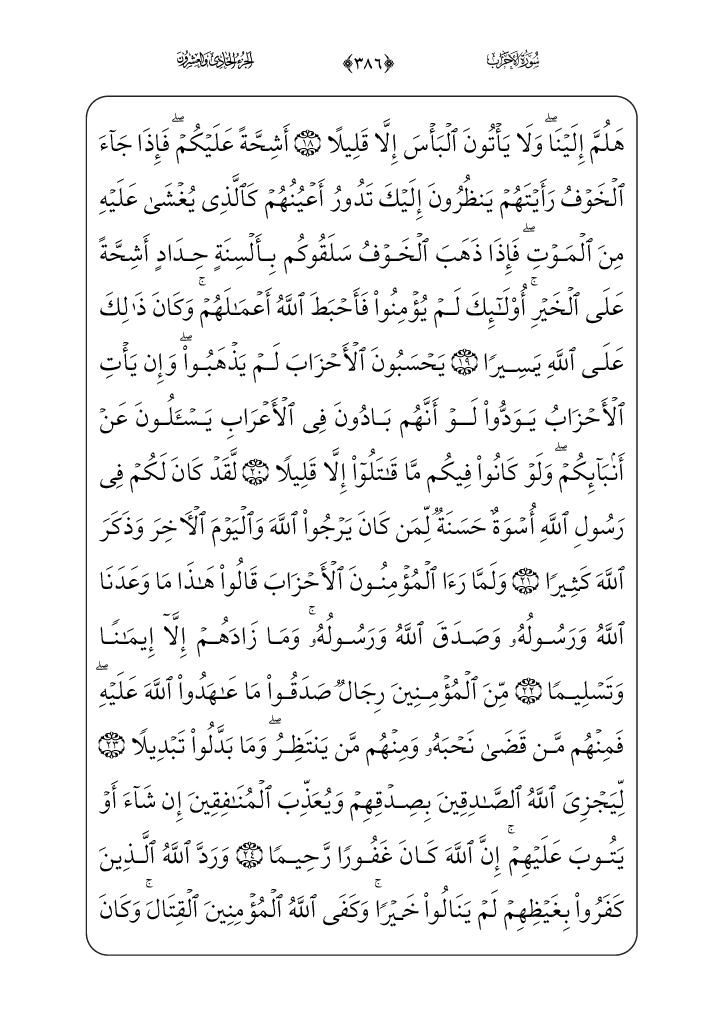 سُورَةُ الأَحْزَابِ ﴿٣٨٦﴾ الجُزءُ الحَادِي وَالعِشرُونَ
هَلُمَّ إِلَيۡنَاۖ وَلَا يَأۡتُونَ ٱلۡبَأۡسَ إِلَّا قَلِيلًا ١٨ أَشِحَّةً عَلَيۡكُمۡۖ فَإِذَا جَآءَ
ٱلۡخَوۡفُ رَأَيۡتَهُمۡ يَنظُرُونَ إِلَيۡكَ تَدُورُ أَعۡيُنُهُمۡ كَٱلَّذِى يُغۡشَىٰ عَلَيۡهِ
مِنَ ٱلۡمَوۡتِۖ فَإِذَا ذَهَبَ ٱلۡخَوۡفُ سَلَقُوكُم بِأَلۡسِنَةٍ حِدَادٍ أَشِحَّةً
عَلَى ٱلۡخَيۡرِۚ أُوْلَـٰٓئِكَ لَمۡ يُؤۡمِنُواْ فَأَحۡبَطَ ٱللَّهُ أَعۡمَـٰلَهُمۡۚ وَكَانَ ذَٰلِكَ
عَلَى ٱللَّهِ يَسِيرًا ١٩ يَحۡسَبُونَ ٱلۡأَحۡزَابَ لَمۡ يَذۡهَبُواْۖ وَإِن يَأۡتِ
ٱلۡأَحۡزَابُ يَوَدُّواْ لَوۡ أَنَّهُم بَادُونَ فِى ٱلۡأَعۡرَابِ يَسۡـَٔلُونَ عَنۡ
أَنۢبَآئِكُمۡۖ وَلَوۡ كَانُواْ فِيكُم مَّا قَـٰتَلُوٓاْ إِلَّا قَلِيلًا ٢٠ لَّقَدۡ كَانَ لَكُمۡ فِى
رَسُولِ ٱللَّهِ أُسۡوَةٌ حَسَنَةٌ لِّمَن كَانَ يَرۡجُواْ ٱللَّهَ وَٱلۡيَوۡمَ ٱلۡأَخِرَ وَذَكَرَ
ٱللَّهَ كَثِيرًا ٢١ وَلَمَّا رَءَا ٱلۡمُؤۡمِنُونَ ٱلۡأَحۡزَابَ قَالُواْ هَـٰذَا مَا وَعَدَنَا
ٱللَّهُ وَرَسُولُهُۥ وَصَدَقَ ٱللَّهُ وَرَسُولُهُۥۚ وَمَا زَادَهُمۡ إِلَّآ إِيمَـٰنًا
وَتَسۡلِيمًا ٢٢ مِّنَ ٱلۡمُؤۡمِنِينَ رِجَالٌ صَدَقُواْ مَا عَـٰهَدُواْ ٱللَّهَ عَلَيۡهِۖ
فَمِنۡهُم مَّن قَضَىٰ نَحۡبَهُۥ وَمِنۡهُم مَّن يَنتَظِرُۖ وَمَا بَدَّلُواْ تَبۡدِيلًا ٢٣
لِّيَجۡزِىَ ٱللَّهُ ٱلصَّـٰدِقِينَ بِصِدۡقِهِمۡ وَيُعَذِّبَ ٱلۡمُنَـٰفِقِينَ إِن شَآءَ أَوۡ
يَتُوبَ عَلَيۡهِمۡۚ إِنَّ ٱللَّهَ كَانَ غَفُورًا رَّحِيمًا ٢٤ وَرَدَّ ٱللَّهُ ٱلَّذِينَ
كَفَرُواْ بِغَيۡظِهِمۡ لَمۡ يَنَالُواْ خَيۡرًاۚ وَكَفَى ٱللَّهُ ٱلۡمُؤۡمِنِينَ ٱلۡقِتَالَۚ وَكَانَ